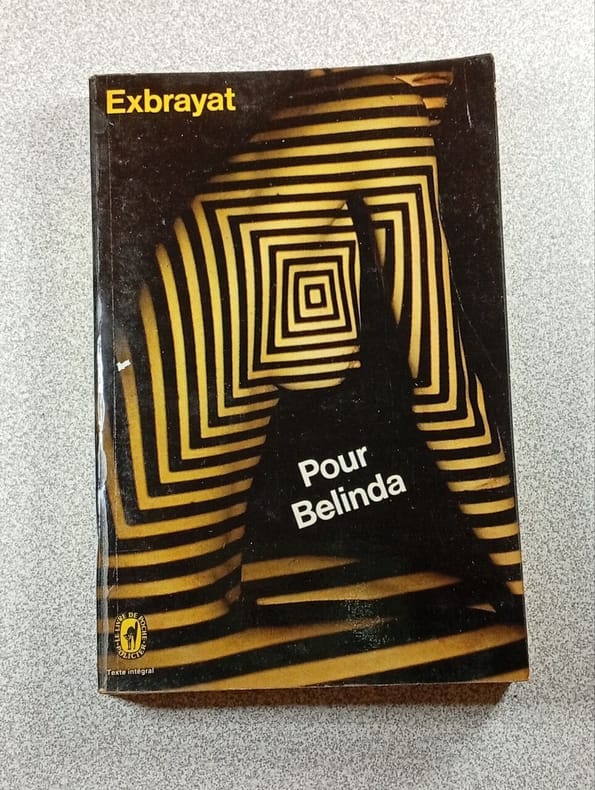 Exbrayat
Pour
Belinda
LE LIVRE DE POCHE
POLICIER
Texte intégral